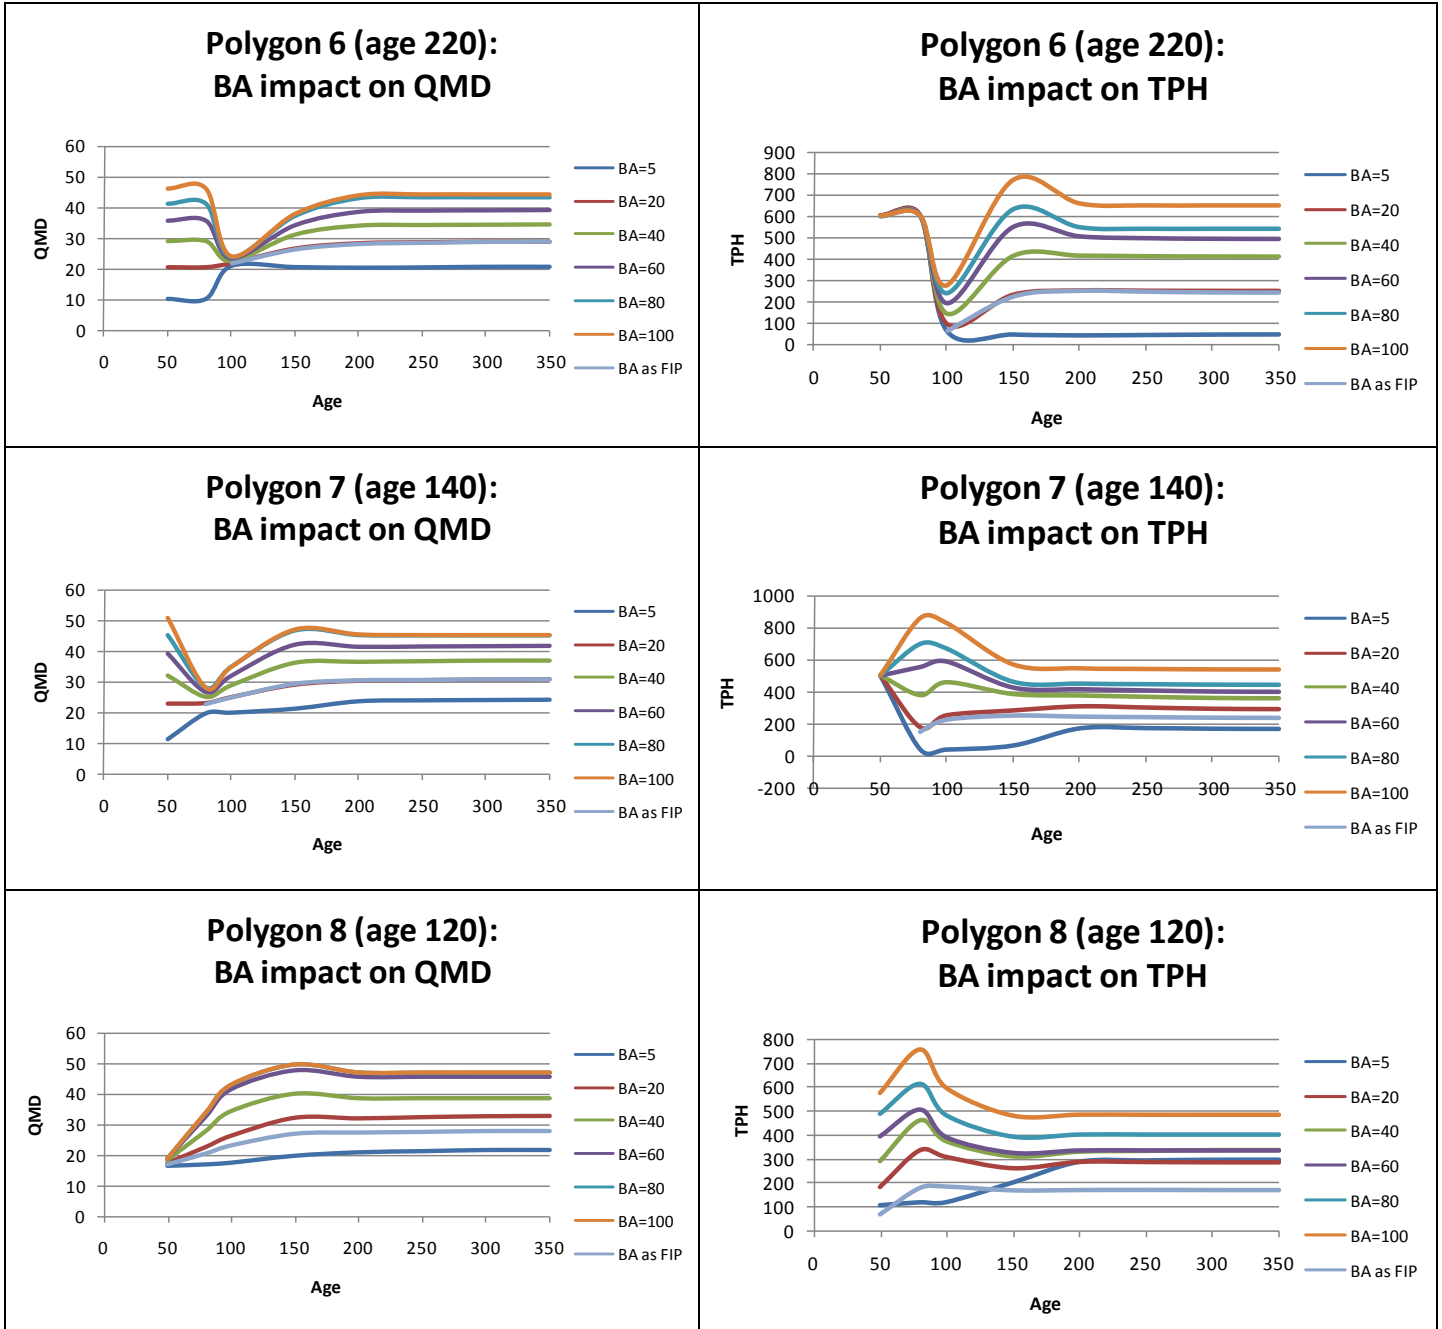 Polygon 6 (age 220):
BA impact on QMD
60
50
40
30
20
10
0
QMD
0 50 100 150 200 250 300 350
Age
BA=5
BA=20
BA=40
BA=60
BA=80
BA=100
BA as FIP
Polygon 6 (age 220):
BA impact on TPH
900
800
700
600
500
400
300
200
100
0
TPH
0 50 100 150 200 250 300 350
Age
BA=5
BA=20
BA=40
BA=60
BA=80
BA=100
BA as FIP
Polygon 7 (age 140):
BA impact on QMD
60
50
40
30
20
10
0
QMD
0 50 100 150 200 250 300 350
Age
BA=5
BA=20
BA=40
BA=60
BA=80
BA=100
BA as FIP
Polygon 7 (age 140):
BA impact on TPH
1000
800
600
400
200
0
-200
TPH
0 50 100 150 200 250 300 350
Age
BA=5
BA=20
BA=40
BA=60
BA=80
BA=100
BA as FIP
Polygon 8 (age 120):
BA impact on QMD
60
50
40
30
20
10
0
QMD
0 50 100 150 200 250 300 350
Age
BA=5
BA=20
BA=40
BA=60
BA=80
BA=100
BA as FIP
Polygon 8 (age 120):
BA impact on TPH
800
700
600
500
400
300
200
100
0
TPH
0 50 100 150 200 250 300 350
Age
BA=5
BA=20
BA=40
BA=60
BA=80
BA=100
BA as FIP